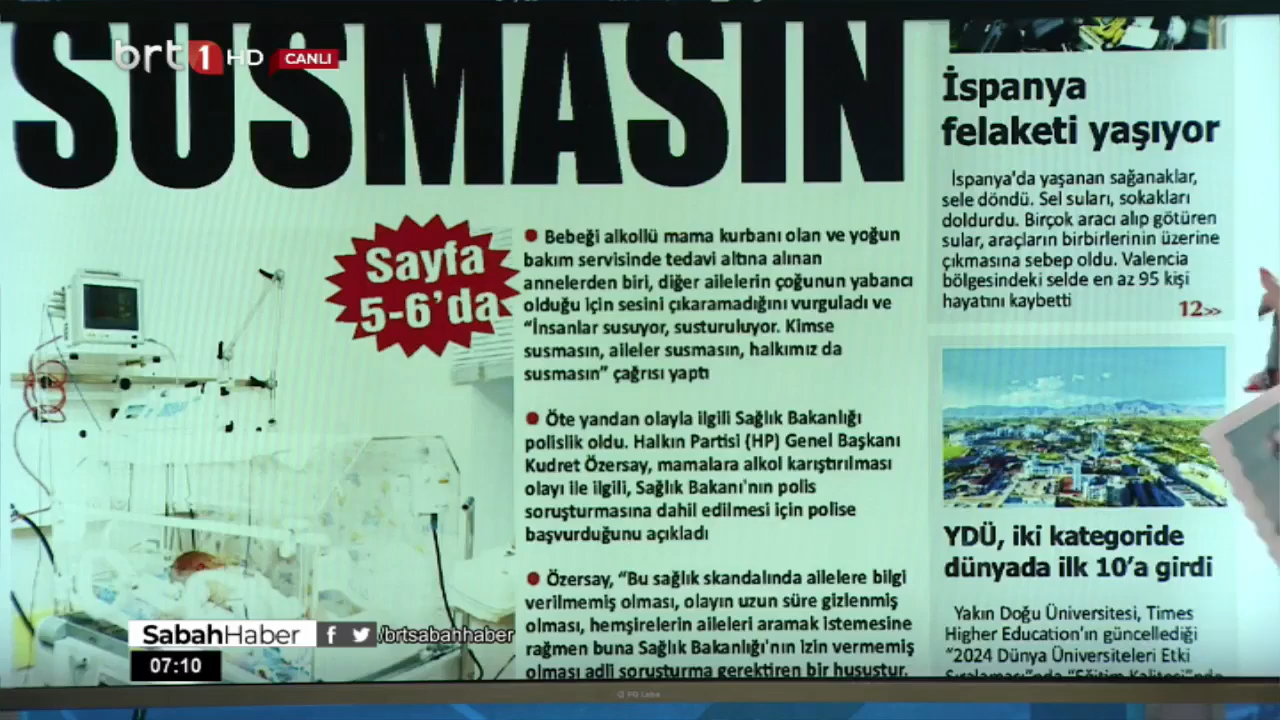 SUSMASIN
brt1 HD CANLI
Sayfa
5-6'da
● Bebeği alkollü mama kurbanı olan ve yoğun
bakım servisinde tedavi altına alınan
annelerden biri, diğer ailelerin çoğunun yabancı
olduğu için sesini çıkaramadığını vurguladı ve
“İnsanlar susuyor, susturuluyor. Kimse
susmasın, aileler susmasın, halkımız da
susmasın” çağrısı yaptı
● Öte yandan olayla ilgili Sağlık Bakanlığı
polislik oldu. Halkın Partisi (HP) Genel Başkanı
Kudret Özersay, mamalara alkol karıştırılması
olayı ile ilgili, Sağlık Bakanı'nın polis
soruşturmasına dahil edilmesi için polise
başvurduğunu açıkladı
● Özersay, “Bu sağlık skandalında ailelere bilgi
verilmemiş olması, olayın uzun süre gizlenmiş
olması, hemşirelerin aileleri aramak istemesine
rağmen buna Sağlık Bakanlığı'nın izin vermemiş
olması adli soruşturma gerektiren bir husustur.
İspanya
felaketi yaşıyor
İspanya'da yaşanan sağanaklar,
sele döndü. Sel suları, sokakları
doldurdu. Birçok aracı alıp götüren
sular, araçların birbirlerinin üzerine
çıkmasına sebep oldu. Valencia
bölgesindeki selde en az 95 kişi
hayatını kaybetti
12>>
YDÜ, iki kategoride
dünyada ilk 10'a girdi
Yakın Doğu Üniversitesi, Times
Higher Education'ın güncellediği
“2024 Dünya Üniversiteleri Etki
Sıralaması”nda “Eğitim Kalitesi”nde
SabahHaber /brtsabahhaber
07:10